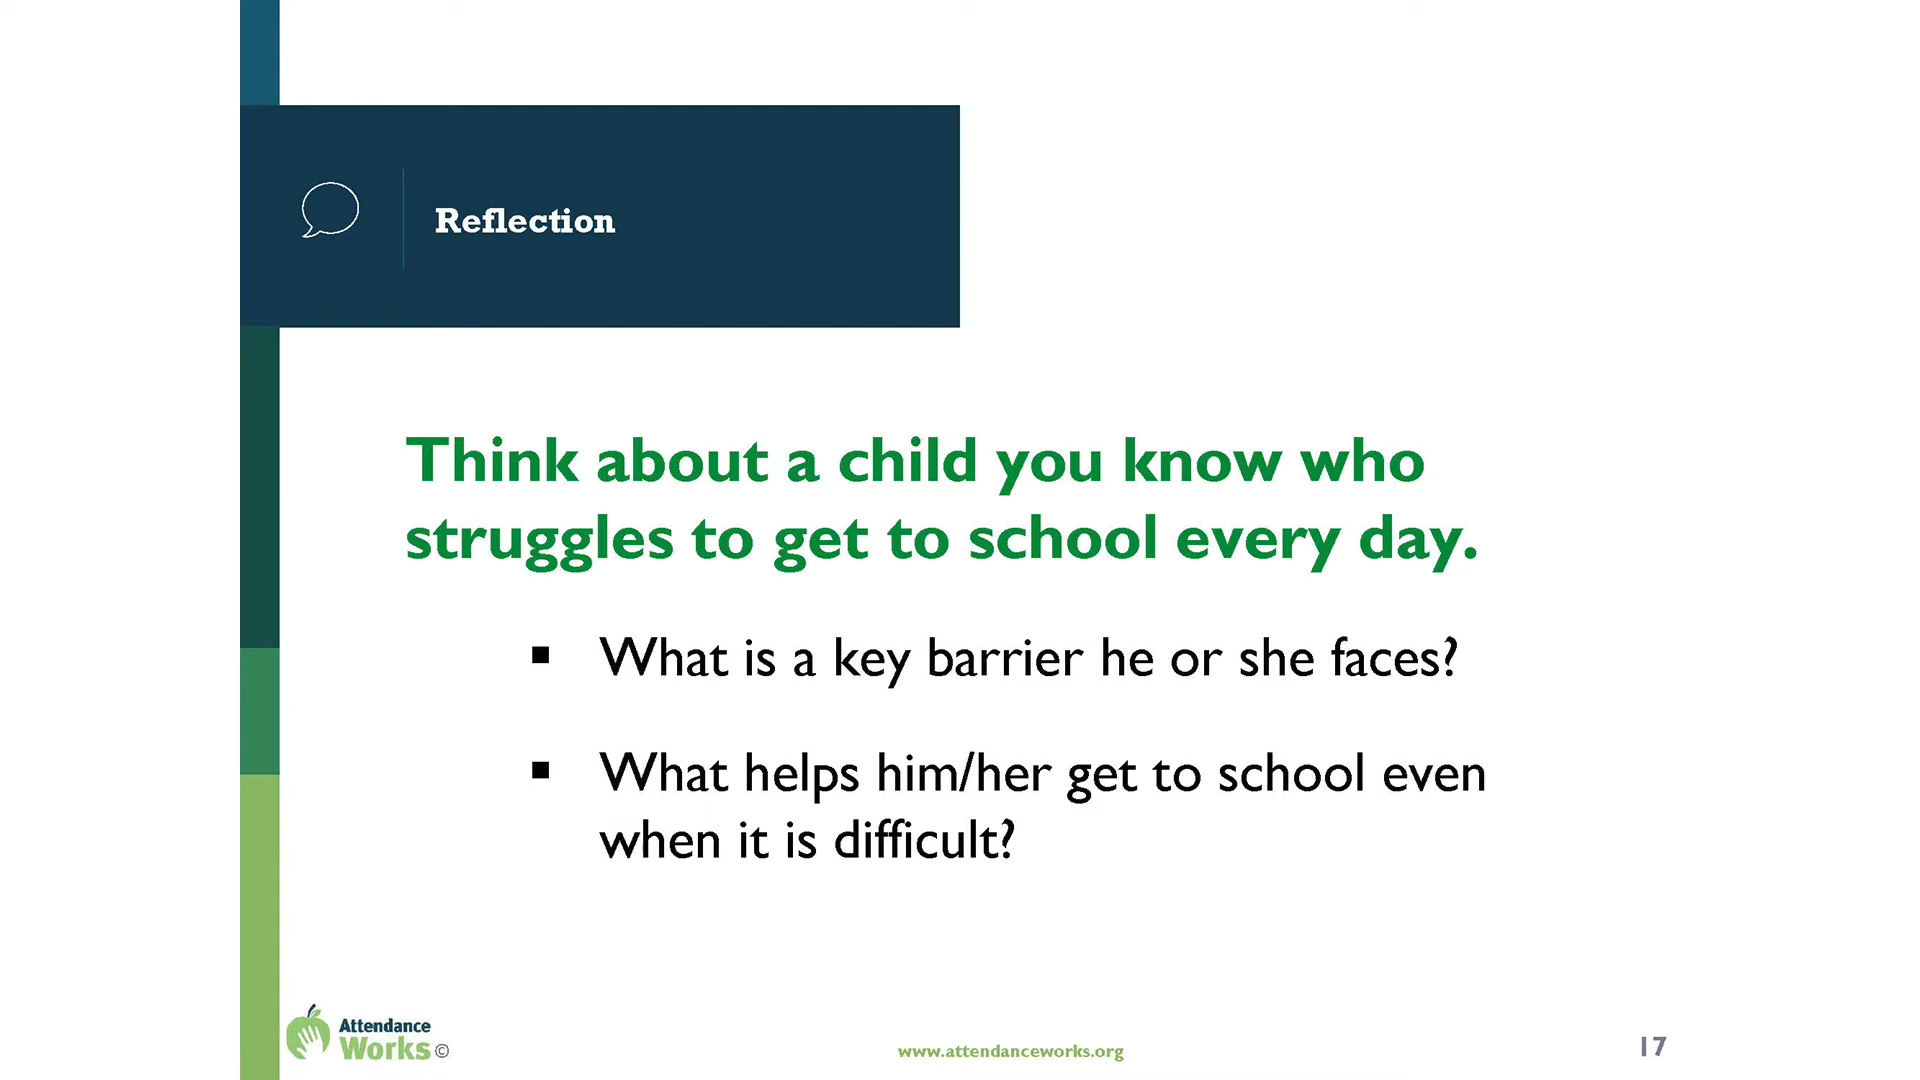 Reflection
Think about a child you know who
struggles to get to school every day.
▪ What is a key barrier he or she faces?
▪ What helps him/her get to school even
when it is difficult?
Attendance
Works ©
www.attendanceworks.org
17